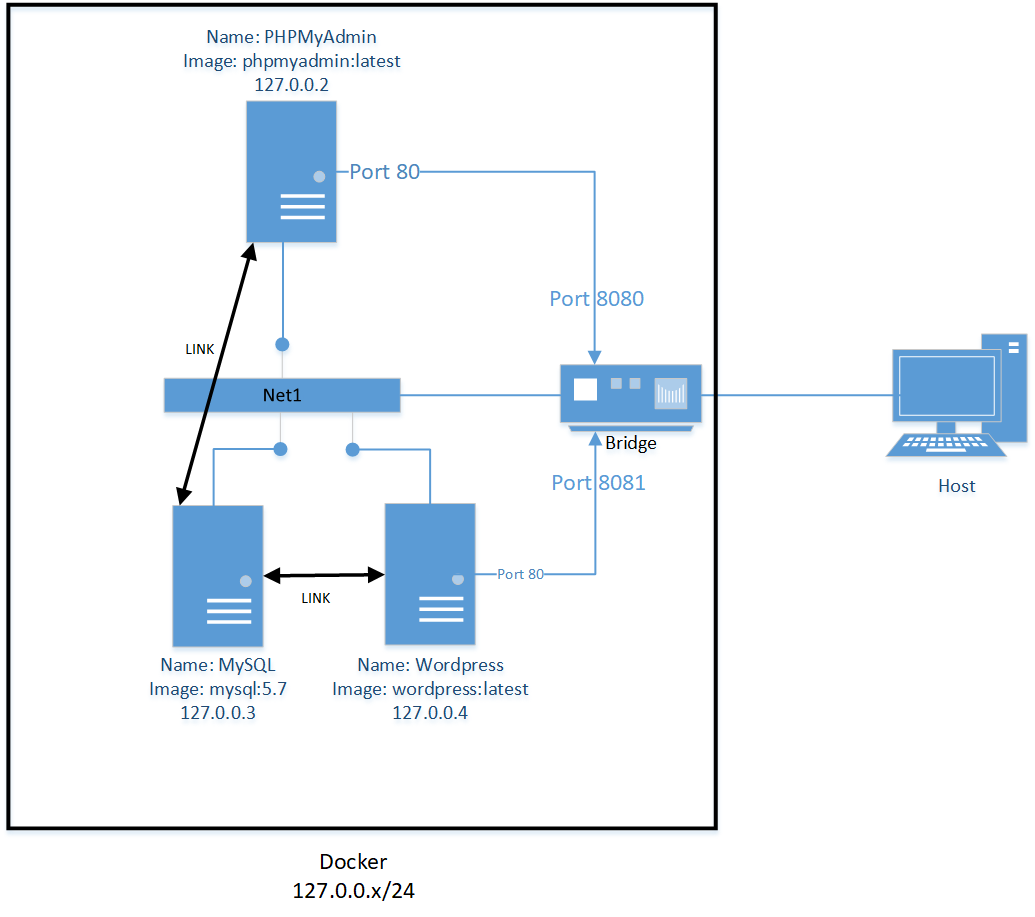 Name: PHPMyAdmin
Image: phpmyadmin:latest
127.0.0.2
Port 80
Port 8080
LINK
Net1
Bridge
Port 8081
Host
Port 80
LINK
Name: MySQL
Image: mysql:5.7
127.0.0.3
Name: Wordpress
Image: wordpress:latest
127.0.0.4
Docker
127.0.0.x/24